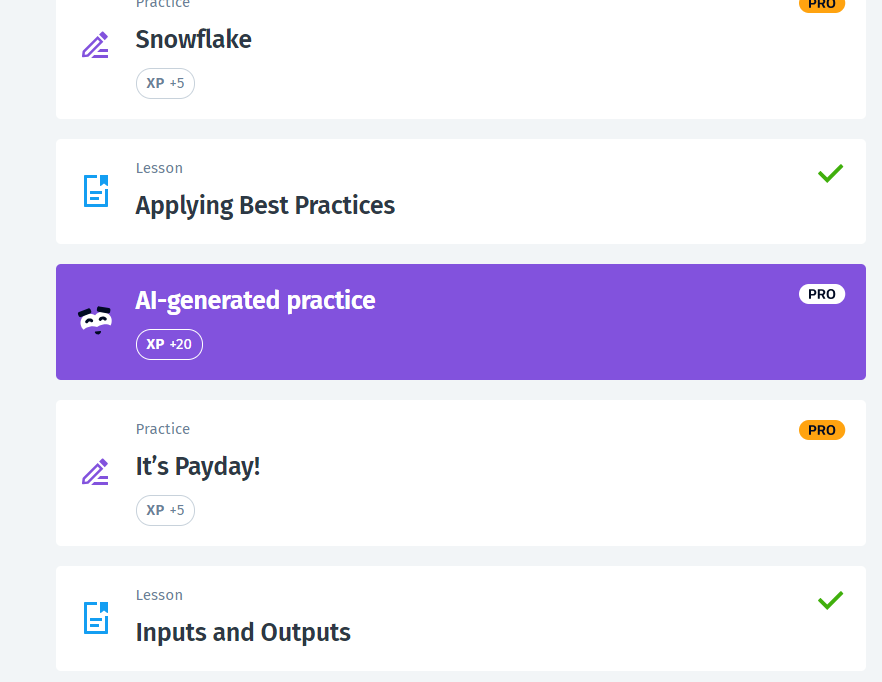 Practice
PRO
Snowflake
XP +5
Lesson
Applying Best Practices
AI-generated practice
PRO
XP +20
Practice
PRO
It’s Payday!
XP +5
Lesson
Inputs and Outputs